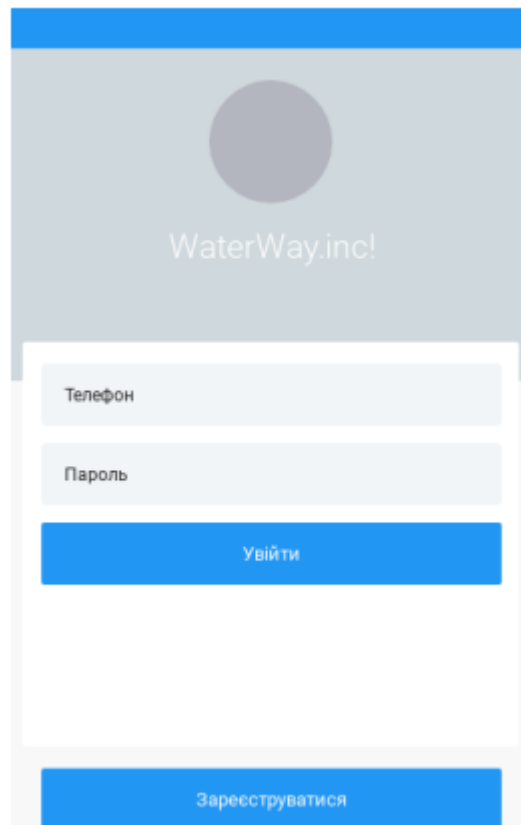 WaterWay.inc!
Телефон
Пароль
Увійти
Зареєструватися